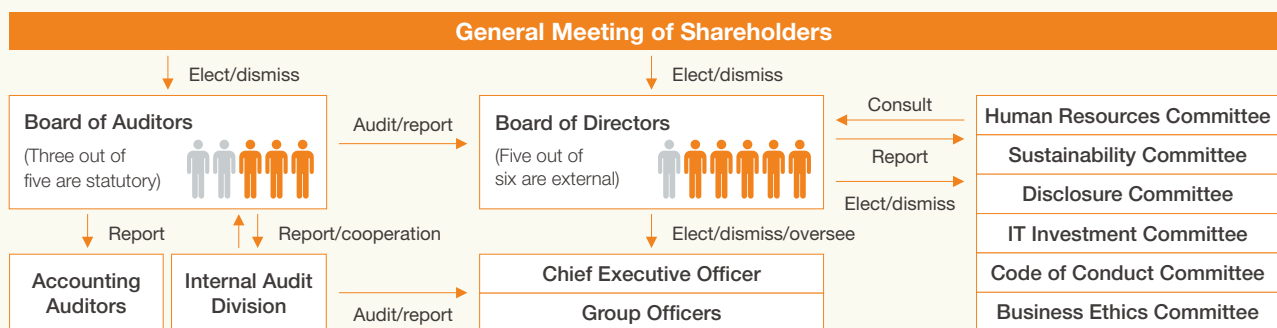 General Meeting of Shareholders
Elect/dismiss
Elect/dismiss
Board of Auditors
(Three out of
five are statutory)
Audit/report
Board of Directors
(Five out of
six are external)
Consult
Report
Elect/dismiss
Human Resources Committee
Sustainability Committee
Disclosure Committee
IT Investment Committee
Code of Conduct Committee
Business Ethics Committee
Report
Report/cooperation
Elect/dismiss/oversee
Accounting
Auditors
Internal Audit
Division
Audit/report
Chief Executive Officer
Group Officers